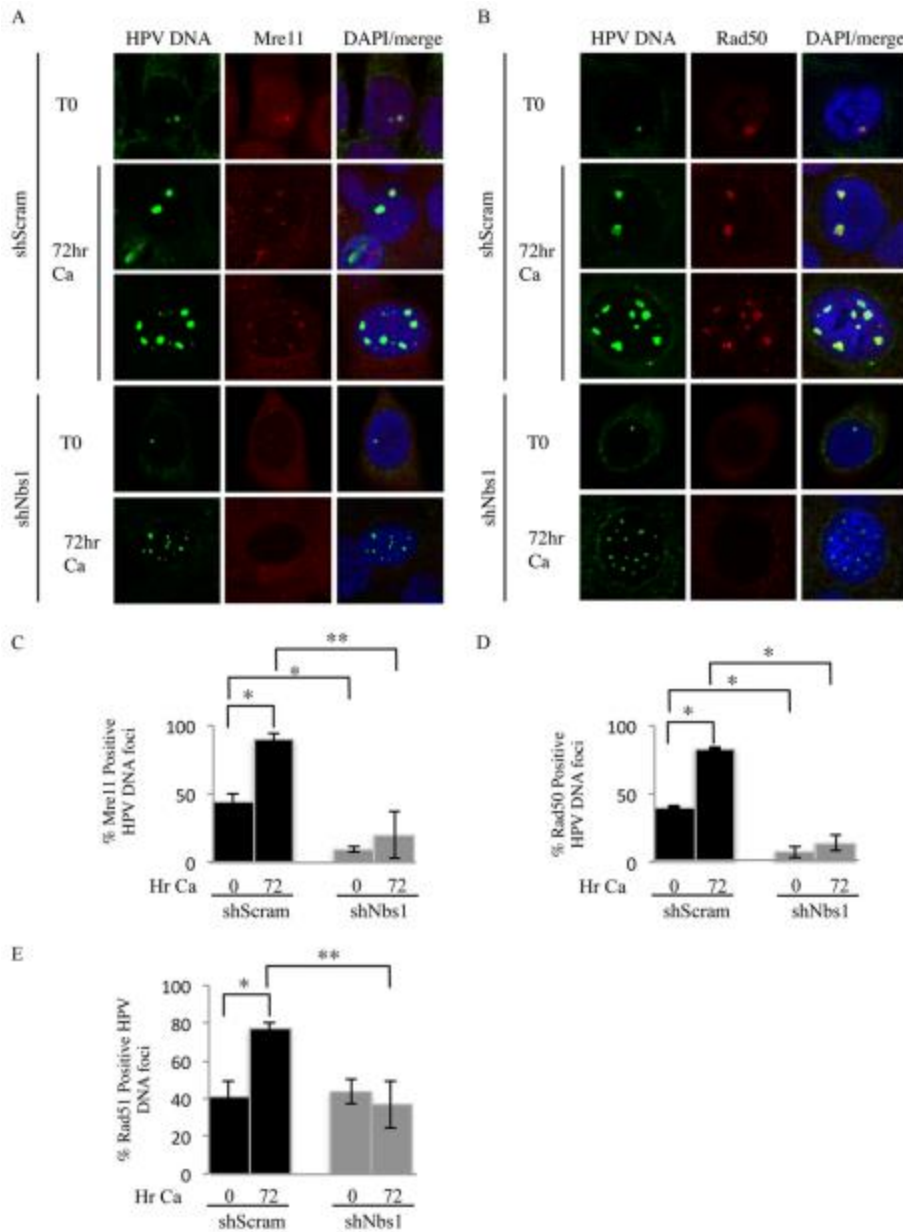 A
HPV DNA Mre11 DAPI/merge
shScram
T0
72hr
Ca
shNbs1
T0
72hr
Ca
B
HPV DNA Rad50 DAPI/merge
shScram
T0
72hr
Ca
shNbs1
T0
72hr
Ca
C
**
*
*
% Mre11 Positive
HPV DNA foci
100
50
0
Hr Ca 0 72 0 72
shScram shNbs1
D
*
*
*
% Rad50 Positive
HPV DNA foci
100
50
0
Hr Ca 0 72 0 72
shScram shNbs1
E
**
*
% Rad51 Positive HPV
DNA foci
100
80
60
40
20
0
Hr Ca 0 72 0 72
shScram shNbs1